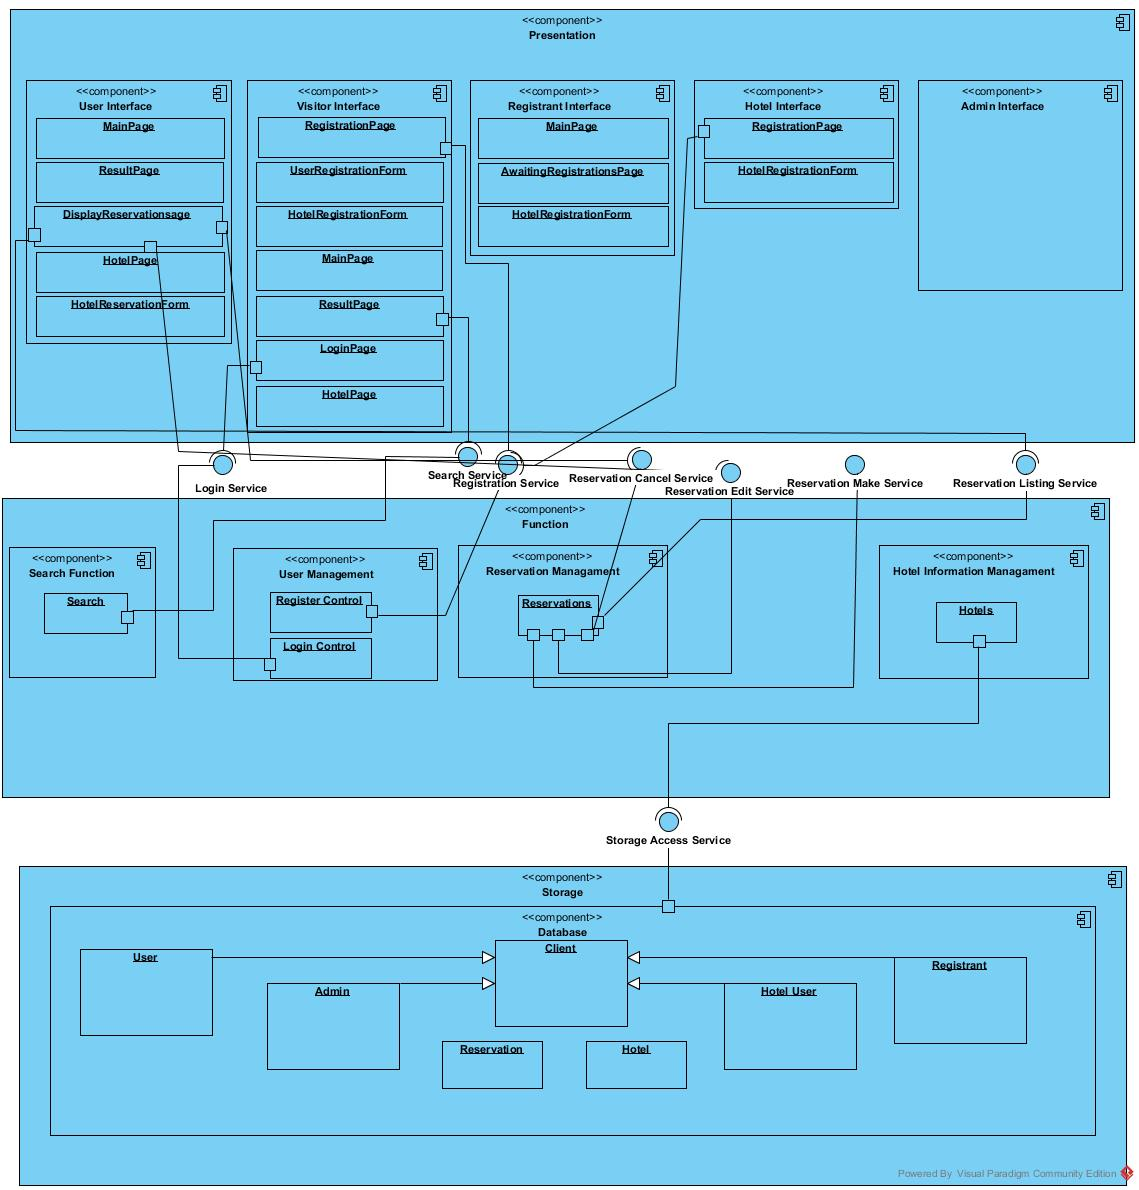 <<component>>
Presentation
<<component>>
User Interface
MainPage
ResultPage
DisplayReservationsage
HotelPage
HotelReservationForm
<<component>>
Visitor Interface
RegistrationPage
UserRegistrationForm
HotelRegistrationForm
MainPage
ResultPage
LoginPage
HotelPage
<<component>>
Registrant Interface
MainPage
AwaitingRegistrationsPage
HotelRegistrationForm
<<component>>
Hotel Interface
RegistrationPage
HotelRegistrationForm
<<component>>
Admin Interface
Login Service
Search Service
Registration Service
Reservation Cancel Service
Reservation Edit Service
Reservation Make Service
Reservation Listing Service
<<component>>
Function
<<component>>
Search Function
Search
<<component>>
User Management
Register Control
Login Control
<<component>>
Reservation Managament
Reservations
<<component>>
Hotel Information Managament
Hotels
Storage Access Service
<<component>>
Storage
<<component>>
Database
User
Admin
Client
Reservation
Hotel
Hotel User
Registrant
Powered By Visual Paradigm Community Edition